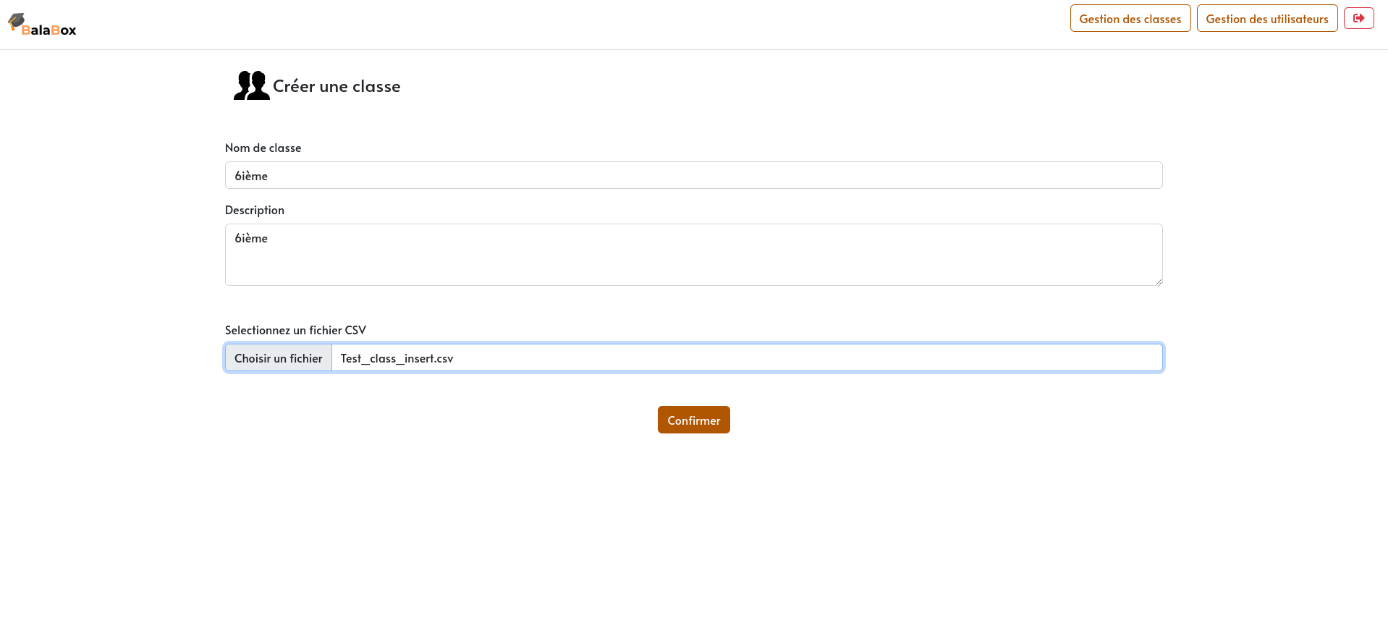 BalaBox
Gestion des classes
Gestion des utilisateurs
Créer une classe
Nom de classe
6ième
Description
6ième
Selectionnez un fichier CSV
Choisir un fichier
Test_class_insert.csv
Confirmer